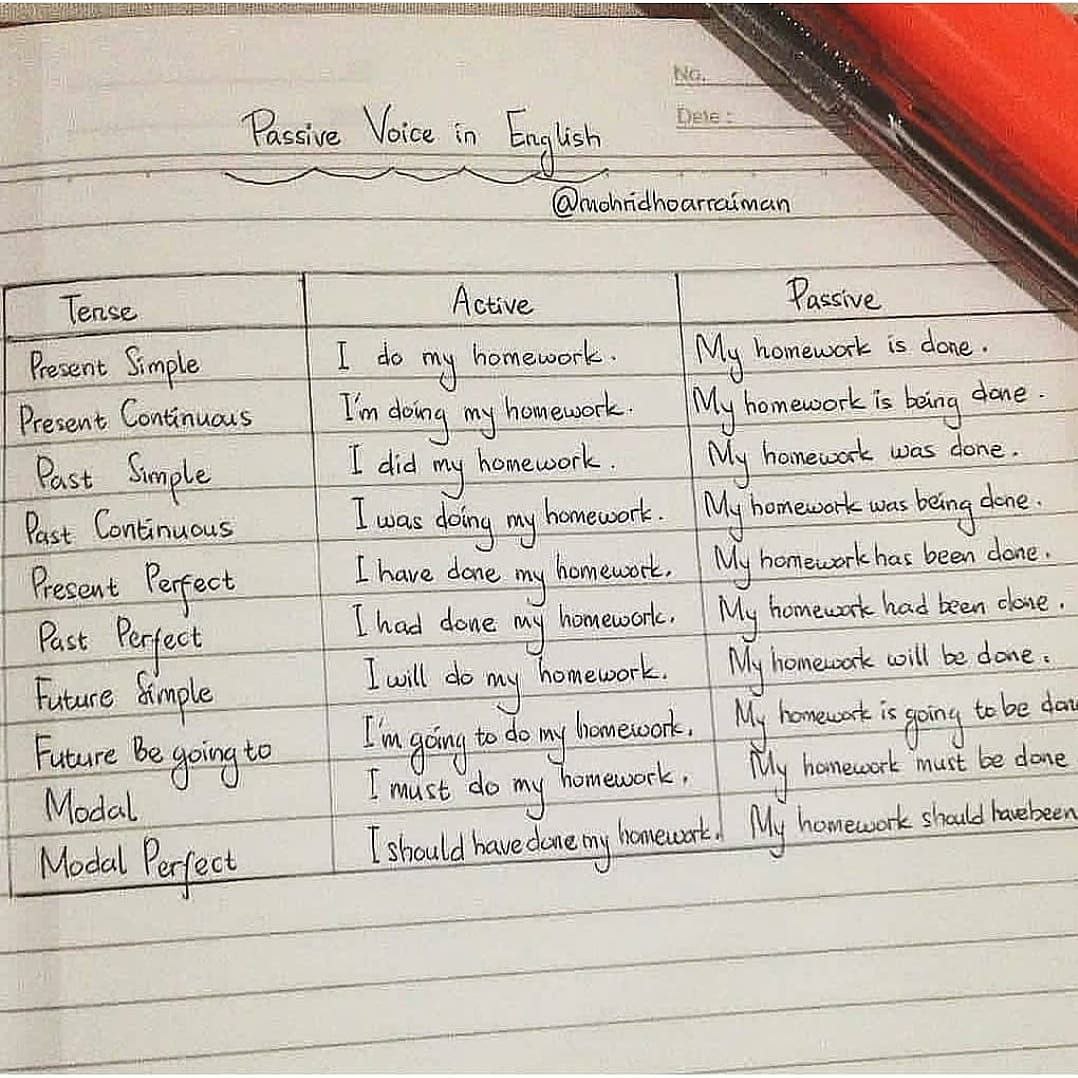 No.
Date :
Passive Voice in English
@mohridhoarraiman
Tense Active Passive
Present Simple I do my homework. My homework is done.
Present Continuous I'm doing my homework. My homework is being done.
Past Simple I did my homework. My homework was done.
Past Continuous I was doing my homework. My homework was being done.
Present Perfect I have done my homework. My homework has been done.
Past Perfect I had done my homework. My homework had been done.
Future Simple I will do my homework. My homework will be done.
Future Be going to I'm going to do my homework. My homework is going to be don
Modal I must do my homework. My homework must be done
Modal Perfect I should have done my homework. My homework should have been